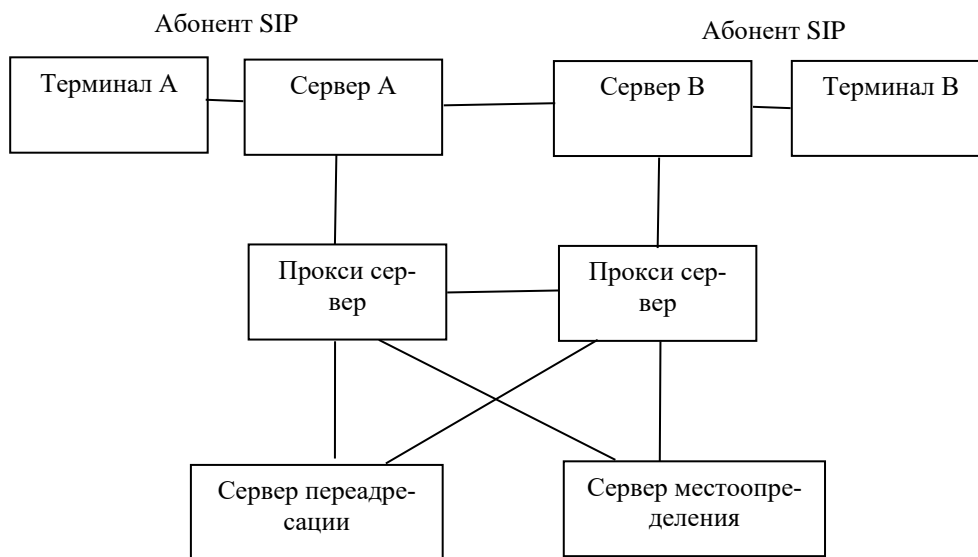 Абонент SIP
Абонент SIP
Терминал А
Сервер А
Сервер В
Терминал В
Прокси сер-
вер
Прокси сер-
вер
Сервер переадре-
сации
Сервер местоопре-
деления